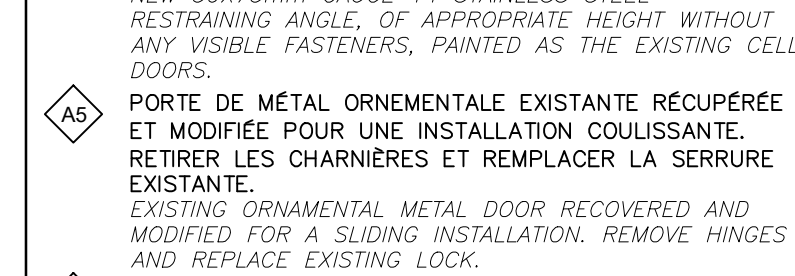 RESTRAINING ANGLE, OF APPROPRIATE HEIGHT WITHOUT
ANY VISIBLE FASTENERS, PAINTED AS THE EXISTING CELL
DOORS.
A5
PORTE DE MÉTAL ORNEMENTALE EXISTANTE RÉCUPÉRÉE
ET MODIFIÉE POUR UNE INSTALLATION COULISSANTE.
RETIRER LES CHARNIÈRES ET REMPLACER LA SERRURE
EXISTANTE.
EXISTING ORNAMENTAL METAL DOOR RECOVERED AND
MODIFIED FOR A SLIDING INSTALLATION. REMOVE HINGES
AND REPLACE EXISTING LOCK.